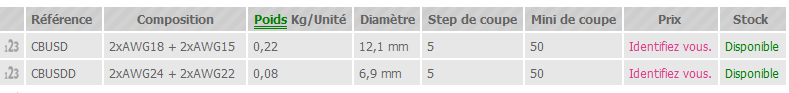 Référence Composition Poids Kg/Unité Diamètre Step de coupe Mini de coupe Prix Stock
123 CBUSD 2xAWG18 + 2xAWG15 0,22 12,1 mm 5 50 Identifiez vous. Disponible
123 CBUSDD 2xAWG24 + 2xAWG22 0,08 6,9 mm 5 50 Identifiez vous. Disponible